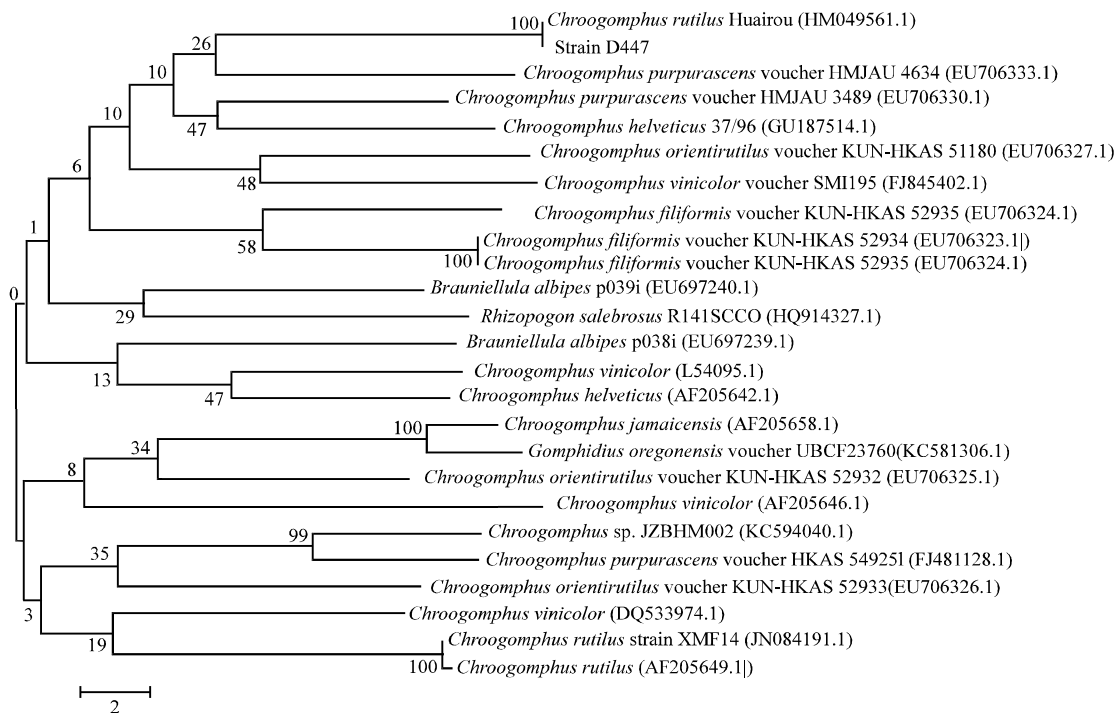 100 Chroogomphus rutilus Huairou (HM049561.1)
26
Strain D447
10
Chroogomphus purpurascens voucher HMJAU 4634 (EU706333.1)
Chroogomphus purpurascens voucher HMJAU 3489 (EU706330.1)
10
47
Chroogomphus helveticus 37/96 (GU187514.1)
Chroogomphus orientirutilus voucher KUN-HKAS 51180 (EU706327.1)
6
48
Chroogomphus vinicolor voucher SMI195 (FJ845402.1)
Chroogomphus filiformis voucher KUN-HKAS 52935 (EU706324.1)
1
58
Chroogomphus filiformis voucher KUN-HKAS 52934 (EU706323.1|)
100 Chroogomphus filiformis voucher KUN-HKAS 52935 (EU706324.1)
0
Brauniellula albipes p039i (EU697240.1)
29
Rhizopogon salebrosus R141SCCO (HQ914327.1)
Brauniellula albipes p038i (EU697239.1)
13
Chroogomphus vinicolor (L54095.1)
47
Chroogomphus helveticus (AF205642.1)
100
Chroogomphus jamaicensis (AF205658.1)
34
Gomphidius oregonensis voucher UBCF23760(KC581306.1)
8
Chroogomphus orientirutilus voucher KUN-HKAS 52932 (EU706325.1)
Chroogomphus vinicolor (AF205646.1)
99
Chroogomphus sp. JZBHM002 (KC594040.1)
35
Chroogomphus purpurascens voucher HKAS 54925l (FJ481128.1)
Chroogomphus orientirutilus voucher KUN-HKAS 52933(EU706326.1)
3
Chroogomphus vinicolor (DQ533974.1)
19
Chroogomphus rutilus strain XMF14 (JN084191.1)
100 Chroogomphus rutilus (AF205649.1|)
2